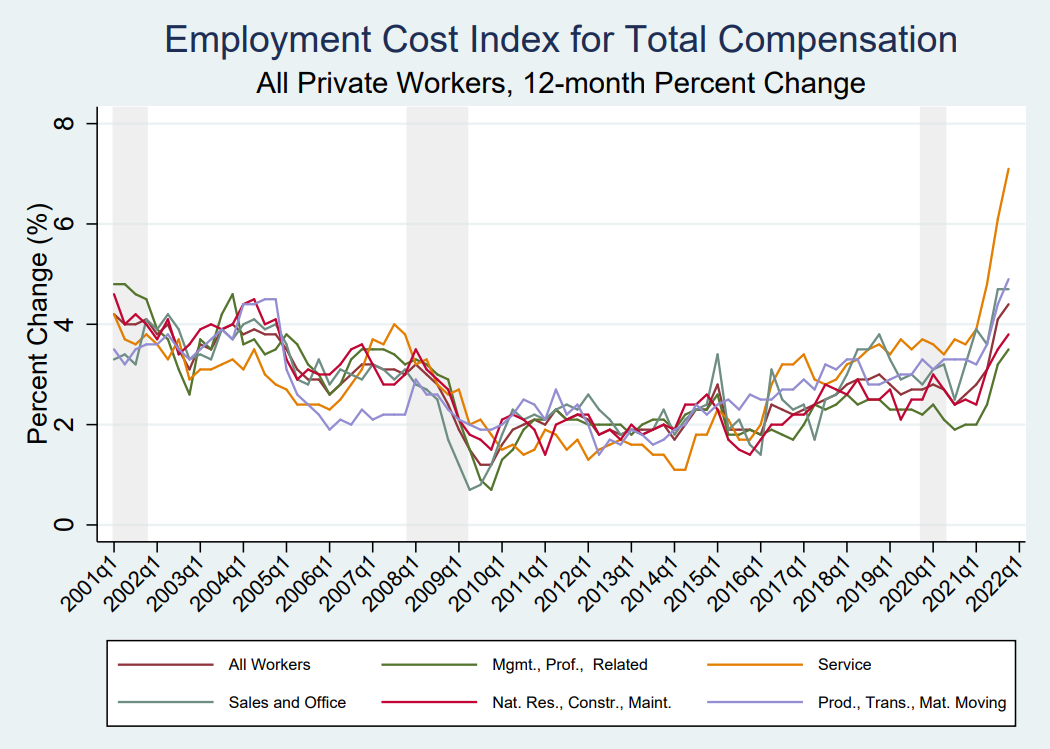 Employment Cost Index for Total Compensation
All Private Workers, 12-month Percent Change
Percent Change (%)
8
6
4
2
0
2001q1
2002q1
2003q1
2004q1
2005q1
2006q1
2007q1
2008q1
2009q1
2010q1
2011q1
2012q1
2013q1
2014q1
2015q1
2016q1
2017q1
2018q1
2019q1
2020q1
2021q1
2022q1
All Workers
Mgmt., Prof.,  Related
Service
Sales and Office
Nat. Res., Constr., Maint.
Prod., Trans., Mat. Moving